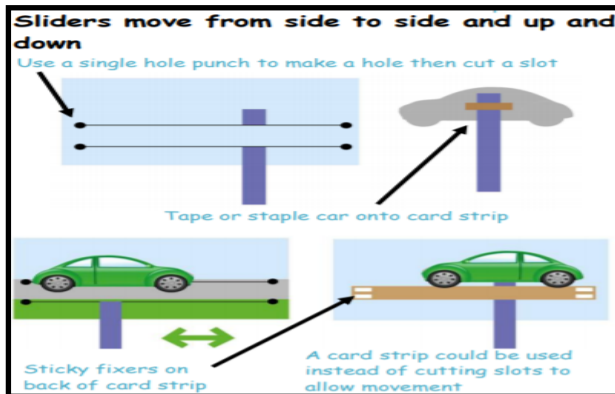 Sliders move from side to side and up and
down
Use a single hole punch to make a hole then cut a slot
Tape or staple car onto card strip
Sticky fixers on
back of card strip
A card strip could be used
instead of cutting slots to
allow movement